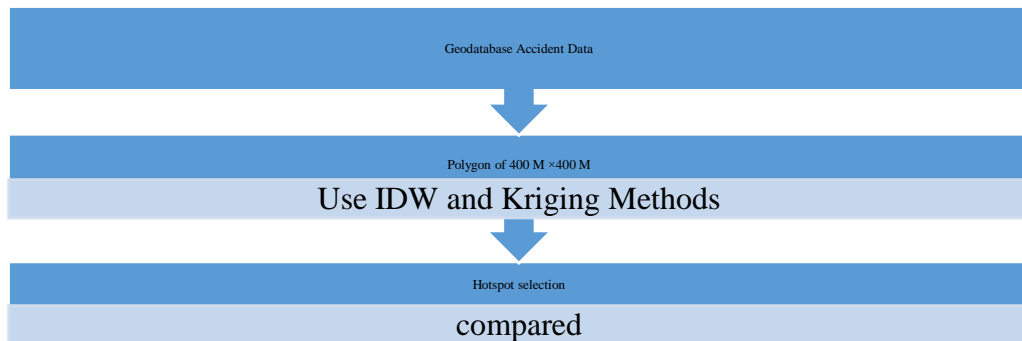 Geodatabase Accident Data
Polygon of 400 M ×400 M
Use IDW and Kriging Methods
Hotspot selection
compared